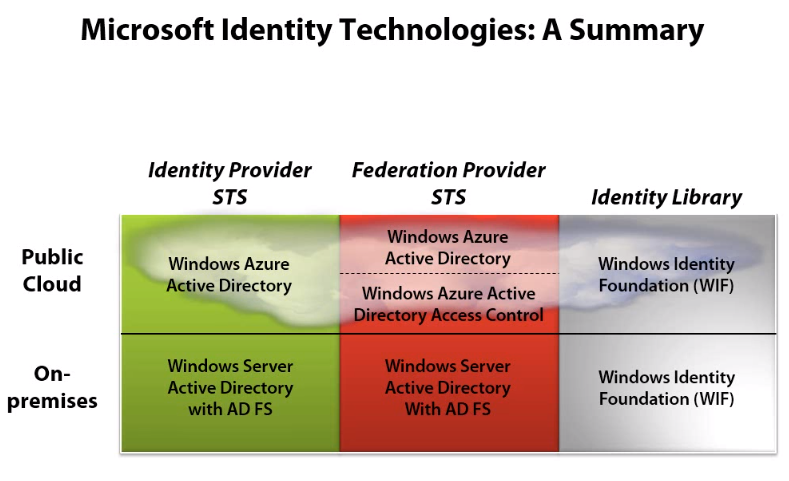 Microsoft Identity Technologies: A Summary
Identity Provider
STS
Federation Provider
STS
Identity Library
Public
Cloud
Windows Azure
Active Directory
Windows Azure
Active Directory
Windows Azure Active
Directory Access Control
Windows Identity
Foundation (WIF)
On-
premises
Windows Server
Active Directory
with AD FS
Windows Server
Active Directory
With AD FS
Windows Identity
Foundation (WIF)